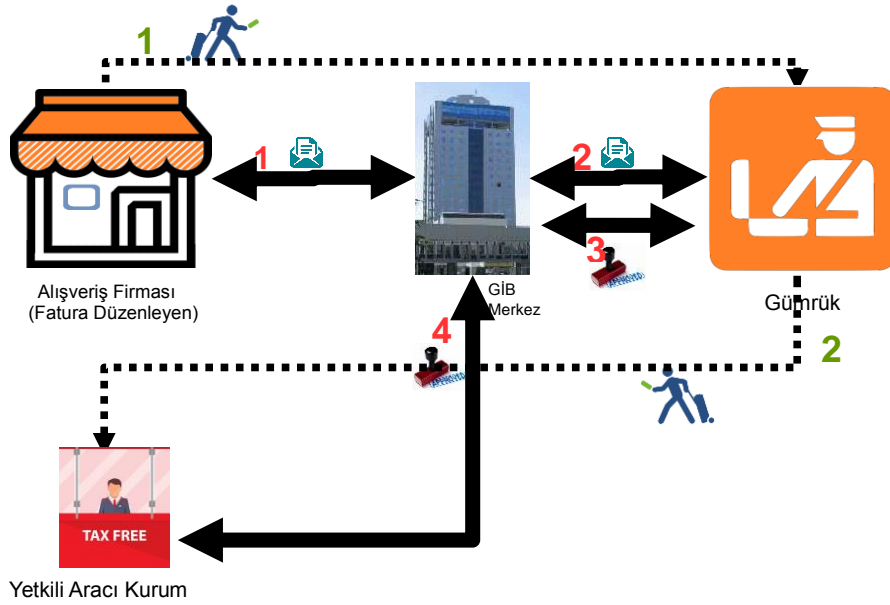 1
1
2
3
Alışveriş Firması
(Fatura Düzenleyen)
GİB
Merkez
Gümrük
4
2
TAX FREE
Yetkili Aracı Kurum